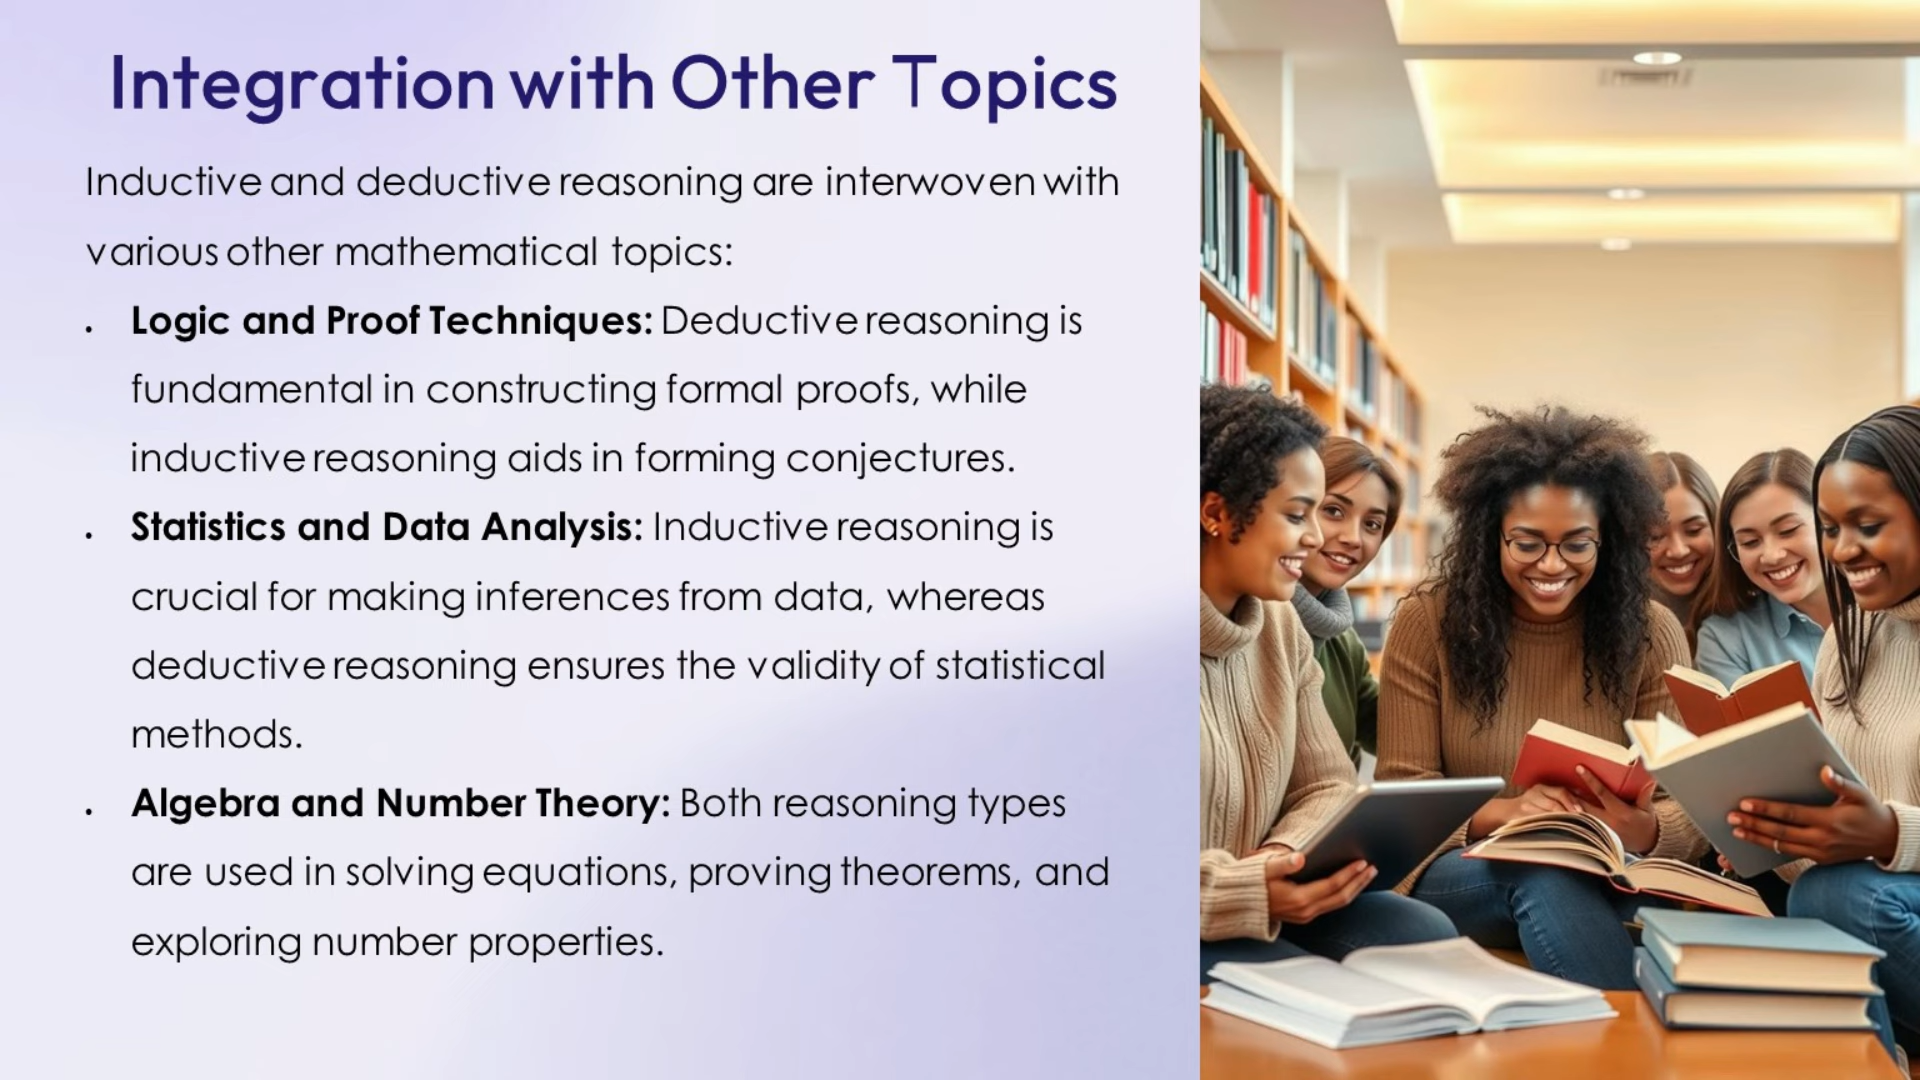 Integration with Other Topics
Inductive and deductive reasoning are interwoven with
various other mathematical topics:
• Logic and Proof Techniques: Deductive reasoning is
fundamental in constructing formal proofs, while
inductive reasoning aids in forming conjectures.
• Statistics and Data Analysis: Inductive reasoning is
crucial for making inferences from data, whereas
deductive reasoning ensures the validity of statistical
methods.
• Algebra and Number Theory: Both reasoning types
are used in solving equations, proving theorems, and
exploring number properties.